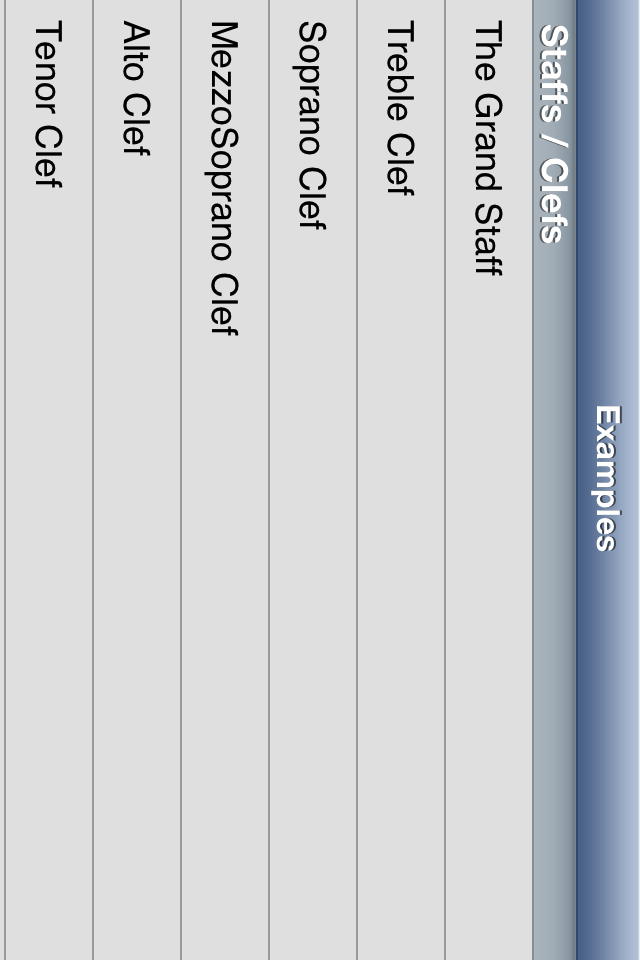 Examples
Staffs / Clefs
The Grand Staff
Treble Clef
Soprano Clef
MezzoSoprano Clef
Alto Clef
Tenor Clef